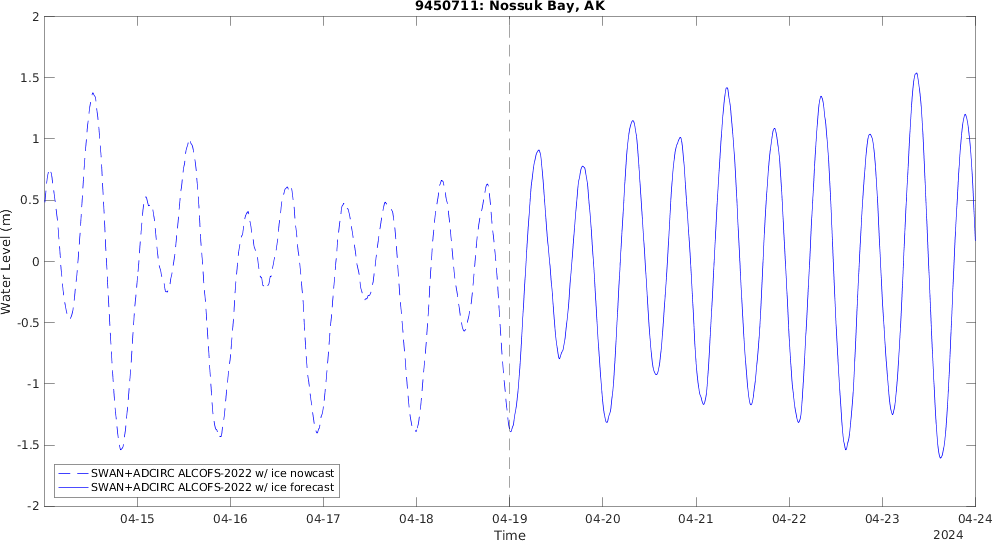 9450711: Nossuk Bay, AK
2
1.5
1
0.5
0
-0.5
-1
-1.5
-2
Water Level (m)
SWAN+ADCIRC ALCOFS-2022 w/ ice nowcast
SWAN+ADCIRC ALCOFS-2022 w/ ice forecast
04-15 04-16 04-17 04-18 04-19 04-20 04-21 04-22 04-23 04-24
Time
2024